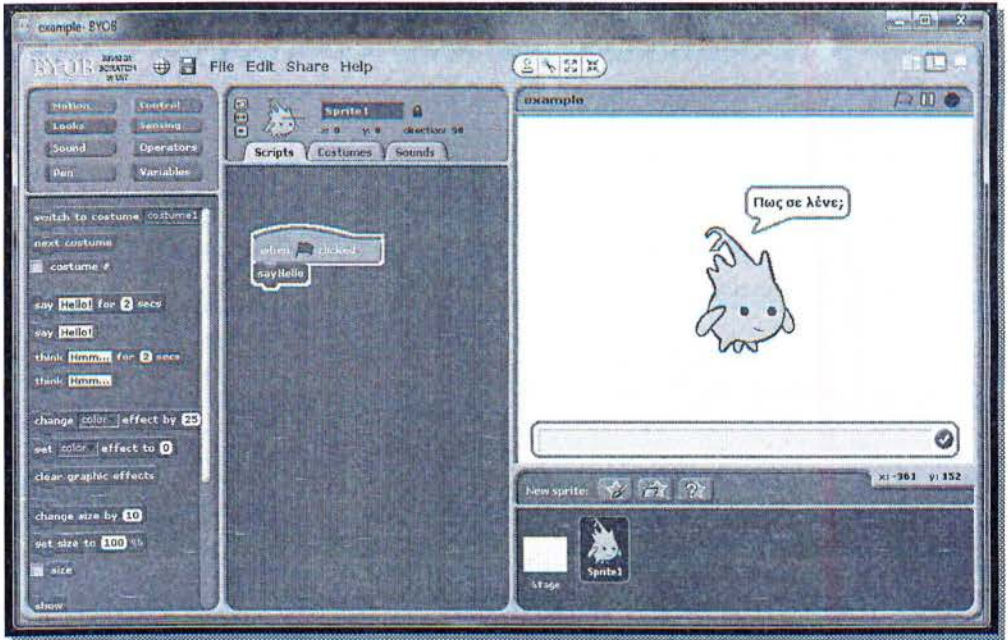 example- BYOB
BYOB
File Edit Share Help
Motion Control
Looks Sensing
Sound Operators
Pen Variables
switch to costume costume1
next costume
costume #
say Hello! for 2 secs
say Hello!
think Hmm... for 2 secs
think Hmm...
change color effect by 25
set color effect to 0
clear graphic effects
change size by 10
set size to 100 %
size
show
Sprite1
x: 0 y: 0 direction: 90
Scripts Costumes Sounds
when clicked
say Hello
example
Πως σε λένε;
x: -361 y: 152
New sprite:
Stage
Sprite1